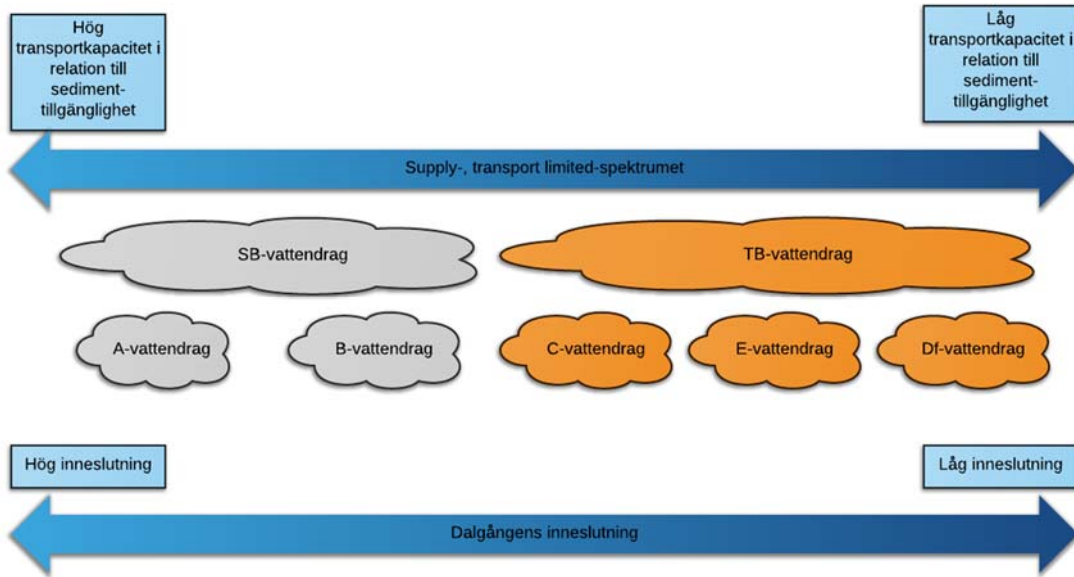 Hög
transportkapacitet i
relation till
sediment-
tillgänglighet
Låg
transportkapacitet i
relation till
sediment-
tillgänglighet
Supply-, transport limited-spektrumet
SB-vattendrag
TB-vattendrag
A-vattendrag
B-vattendrag
C-vattendrag
E-vattendrag
Df-vattendrag
Hög inneslutning
Låg inneslutning
Dalgångens inneslutning